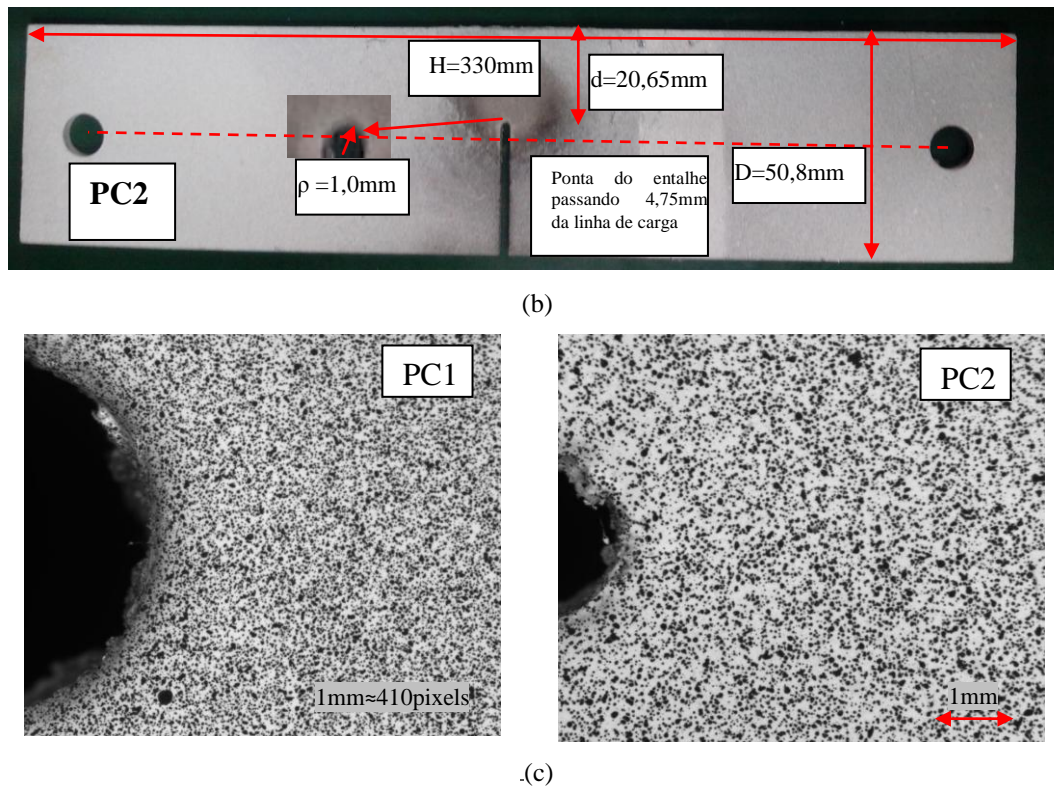 H=330mm
d=20,65mm
ρ =1,0mm
D=50,8mm
PC2
Ponta do entalhe
passando 4,75mm
da linha de carga
(b)
PC1
PC2
1mm≈410pixels
1mm
(c)